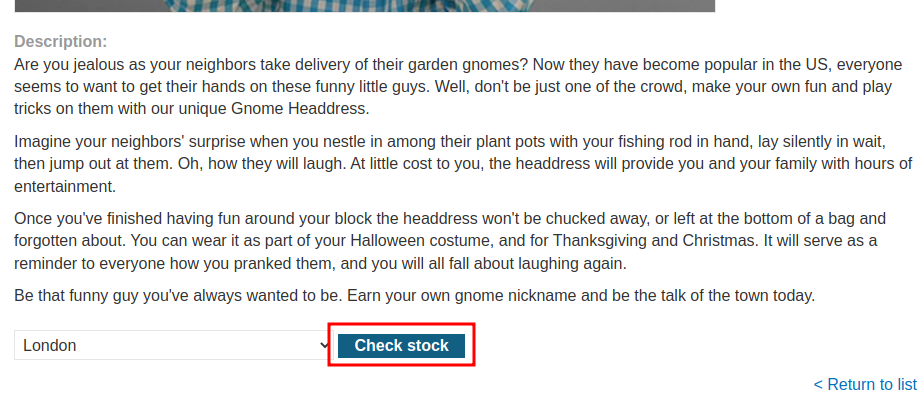 Description:
Are you jealous as your neighbors take delivery of their garden gnomes? Now they have become popular in the US, everyone
seems to want to get their hands on these funny little guys. Well, don't be just one of the crowd, make your own fun and play
tricks on them with our unique Gnome Headdress.
Imagine your neighbors' surprise when you nestle in among their plant pots with your fishing rod in hand, lay silently in wait,
then jump out at them. Oh, how they will laugh. At little cost to you, the headdress will provide you and your family with hours of
entertainment.
Once you've finished having fun around your block the headdress won't be chucked away, or left at the bottom of a bag and
forgotten about. You can wear it as part of your Halloween costume, and for Thanksgiving and Christmas. It will serve as a
reminder to everyone how you pranked them, and you will all fall about laughing again.
Be that funny guy you've always wanted to be. Earn your own gnome nickname and be the talk of the town today.
London Check stock
< Return to list